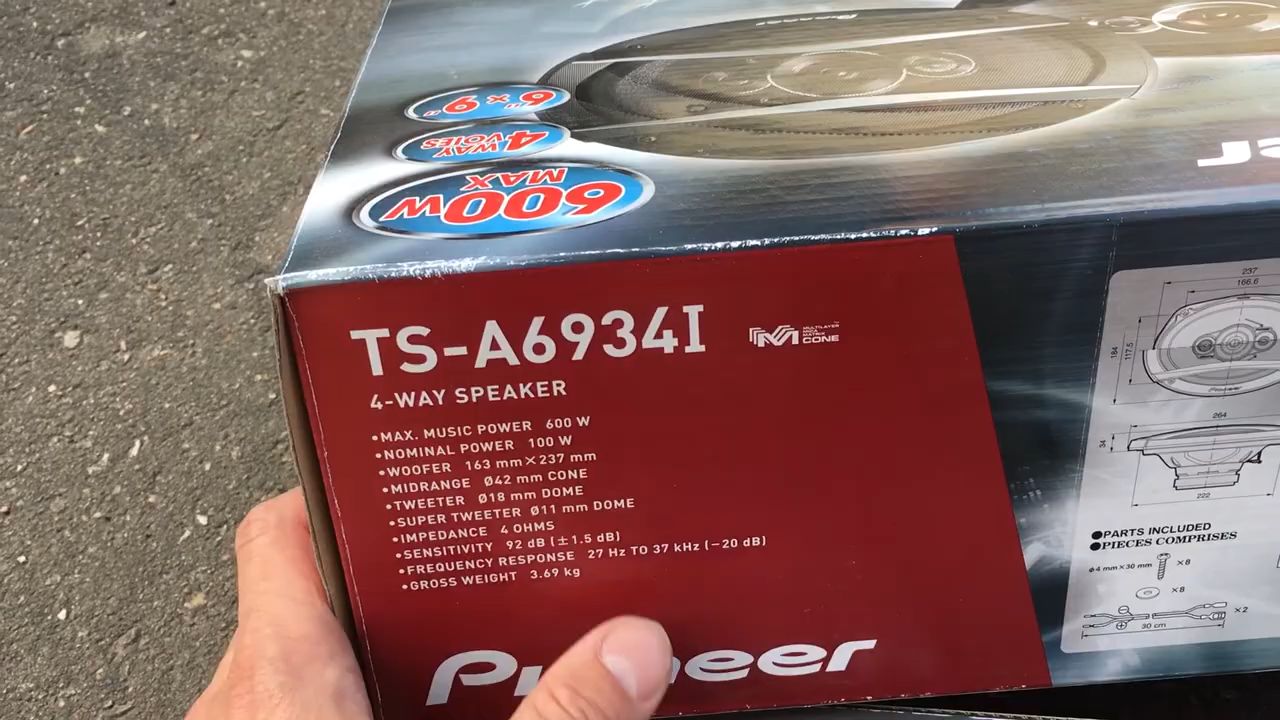 Pioneer
6" x 9"
4 WAY
VOIES
600W
MAX
TS-A6934I
MULTILAYER
MICA
MATRIX
CONE
4-WAY SPEAKER
•MAX. MUSIC POWER 600 W
•NOMINAL POWER 100 W
•WOOFER 163 mm×237 mm
•MIDRANGE Ø42 mm CONE
•TWEETER Ø18 mm DOME
•SUPER TWEETER Ø11 mm DOME
•IMPEDANCE 4 OHMS
•SENSITIVITY 92 dB (±1.5 dB)
•FREQUENCY RESPONSE 27 Hz TO 37 kHz (−20 dB)
•GROSS WEIGHT 3.69 kg
237
166.6
184
117.5
264
34
222
●PARTS INCLUDED
●PIECES COMPRISES
ϕ4 mm×30 mm ×8
×8
×2
30 cm